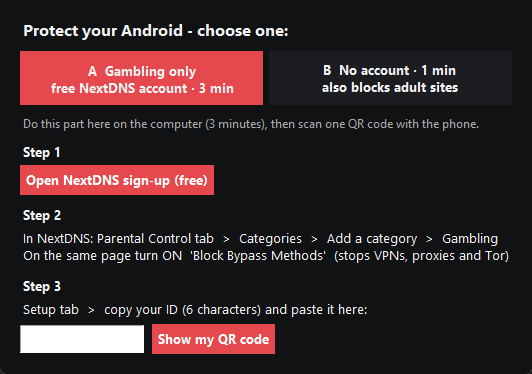 Protect your Android - choose one:
A  Gambling only
free NextDNS account · 3 min
B  No account · 1 min
also blocks adult sites
Do this part here on the computer (3 minutes), then scan one QR code with the phone.
Step 1
Open NextDNS sign-up (free)
Step 2
In NextDNS: Parental Control tab  >  Categories  >  Add a category  >  Gambling
On the same page turn ON  'Block Bypass Methods'  (stops VPNs, proxies and Tor)
Step 3
Setup tab  >  copy your ID (6 characters) and paste it here:
Show my QR code